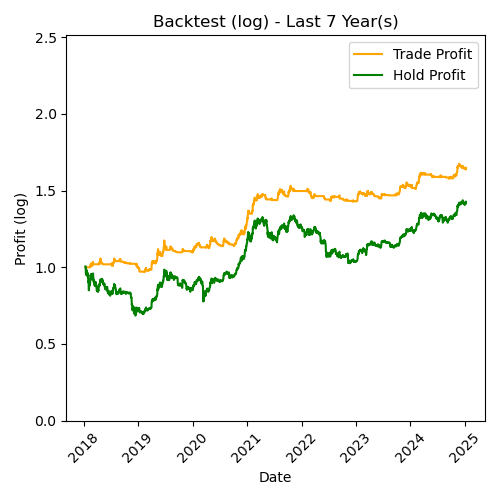 Backtest (log) - Last 7 Year(s)
Trade Profit
Hold Profit
Profit (log)
2.5
2.0
1.5
1.0
0.5
0.0
2018 2019 2020 2021 2022 2023 2024 2025
Date